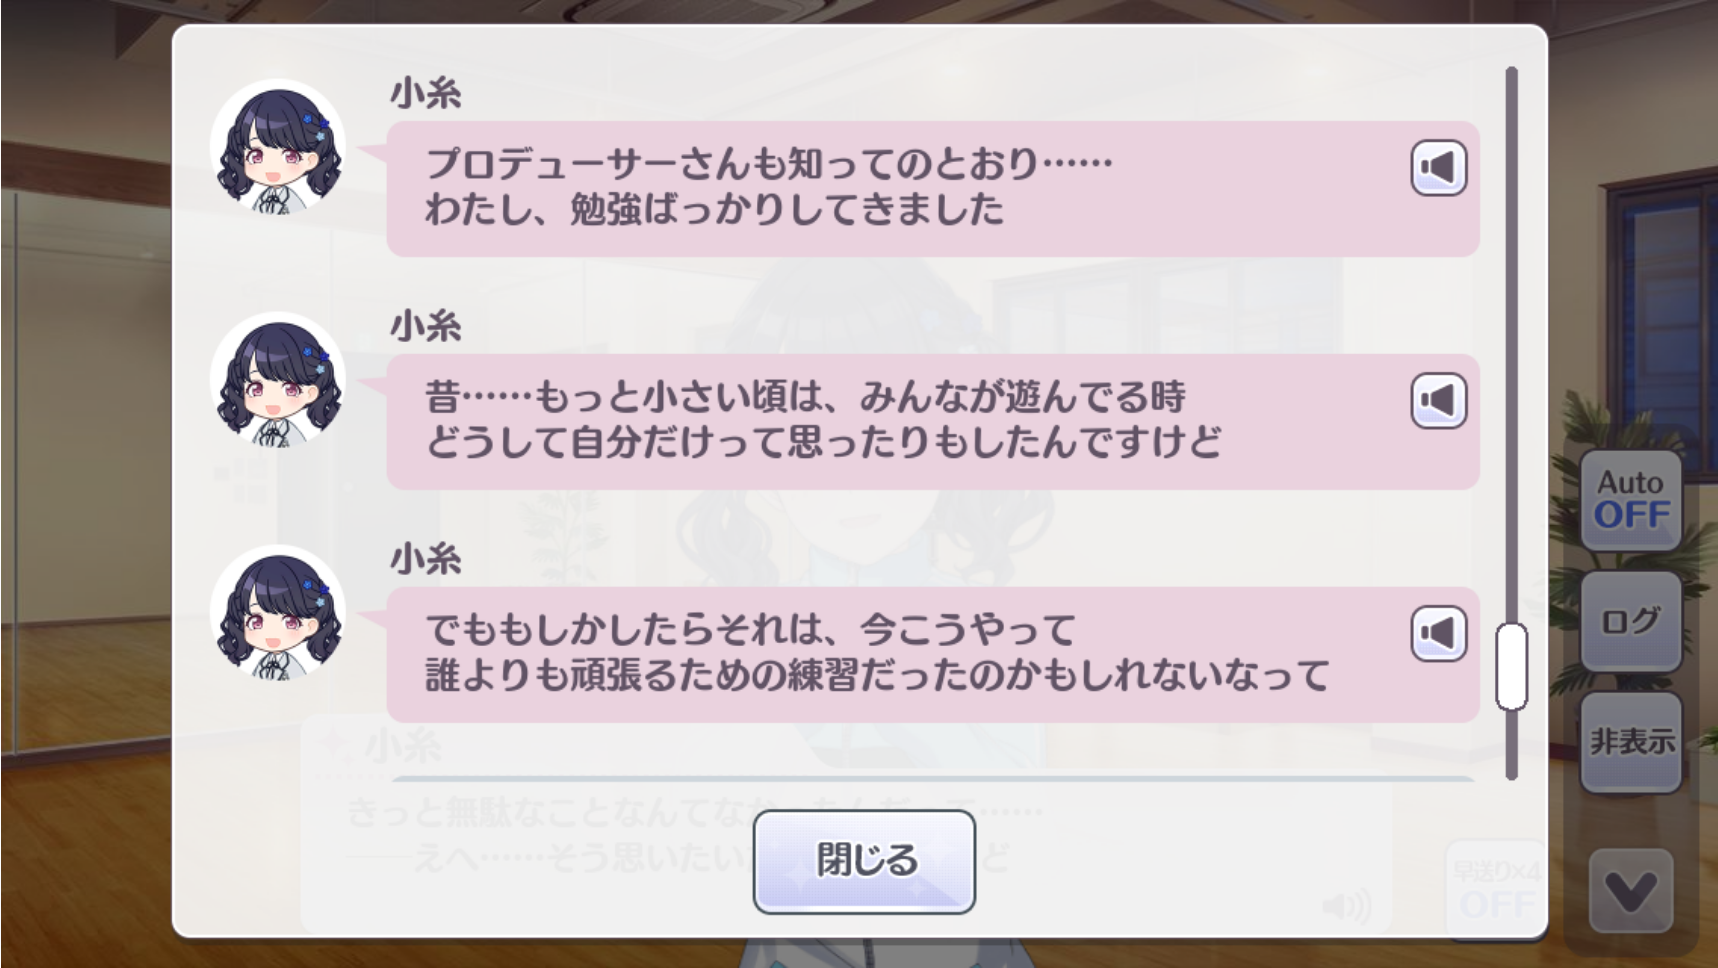 小糸
プロデューサーさんも知ってのとおり……
わたし、勉強ばっかりしてきました
小糸
昔……もっと小さい頃は、みんなが遊んでる時
どうして自分だけって思ったりもしたんですけど
小糸
でももしかしたらそれは、今こうやって
誰よりも頑張るための練習だったのかもしれないなって
小糸
きっと無駄なことなんてなか
って……
――えへ……そう思いたい
ど
閉じる
Auto
OFF
ログ
非表示
早送り×4
OFF